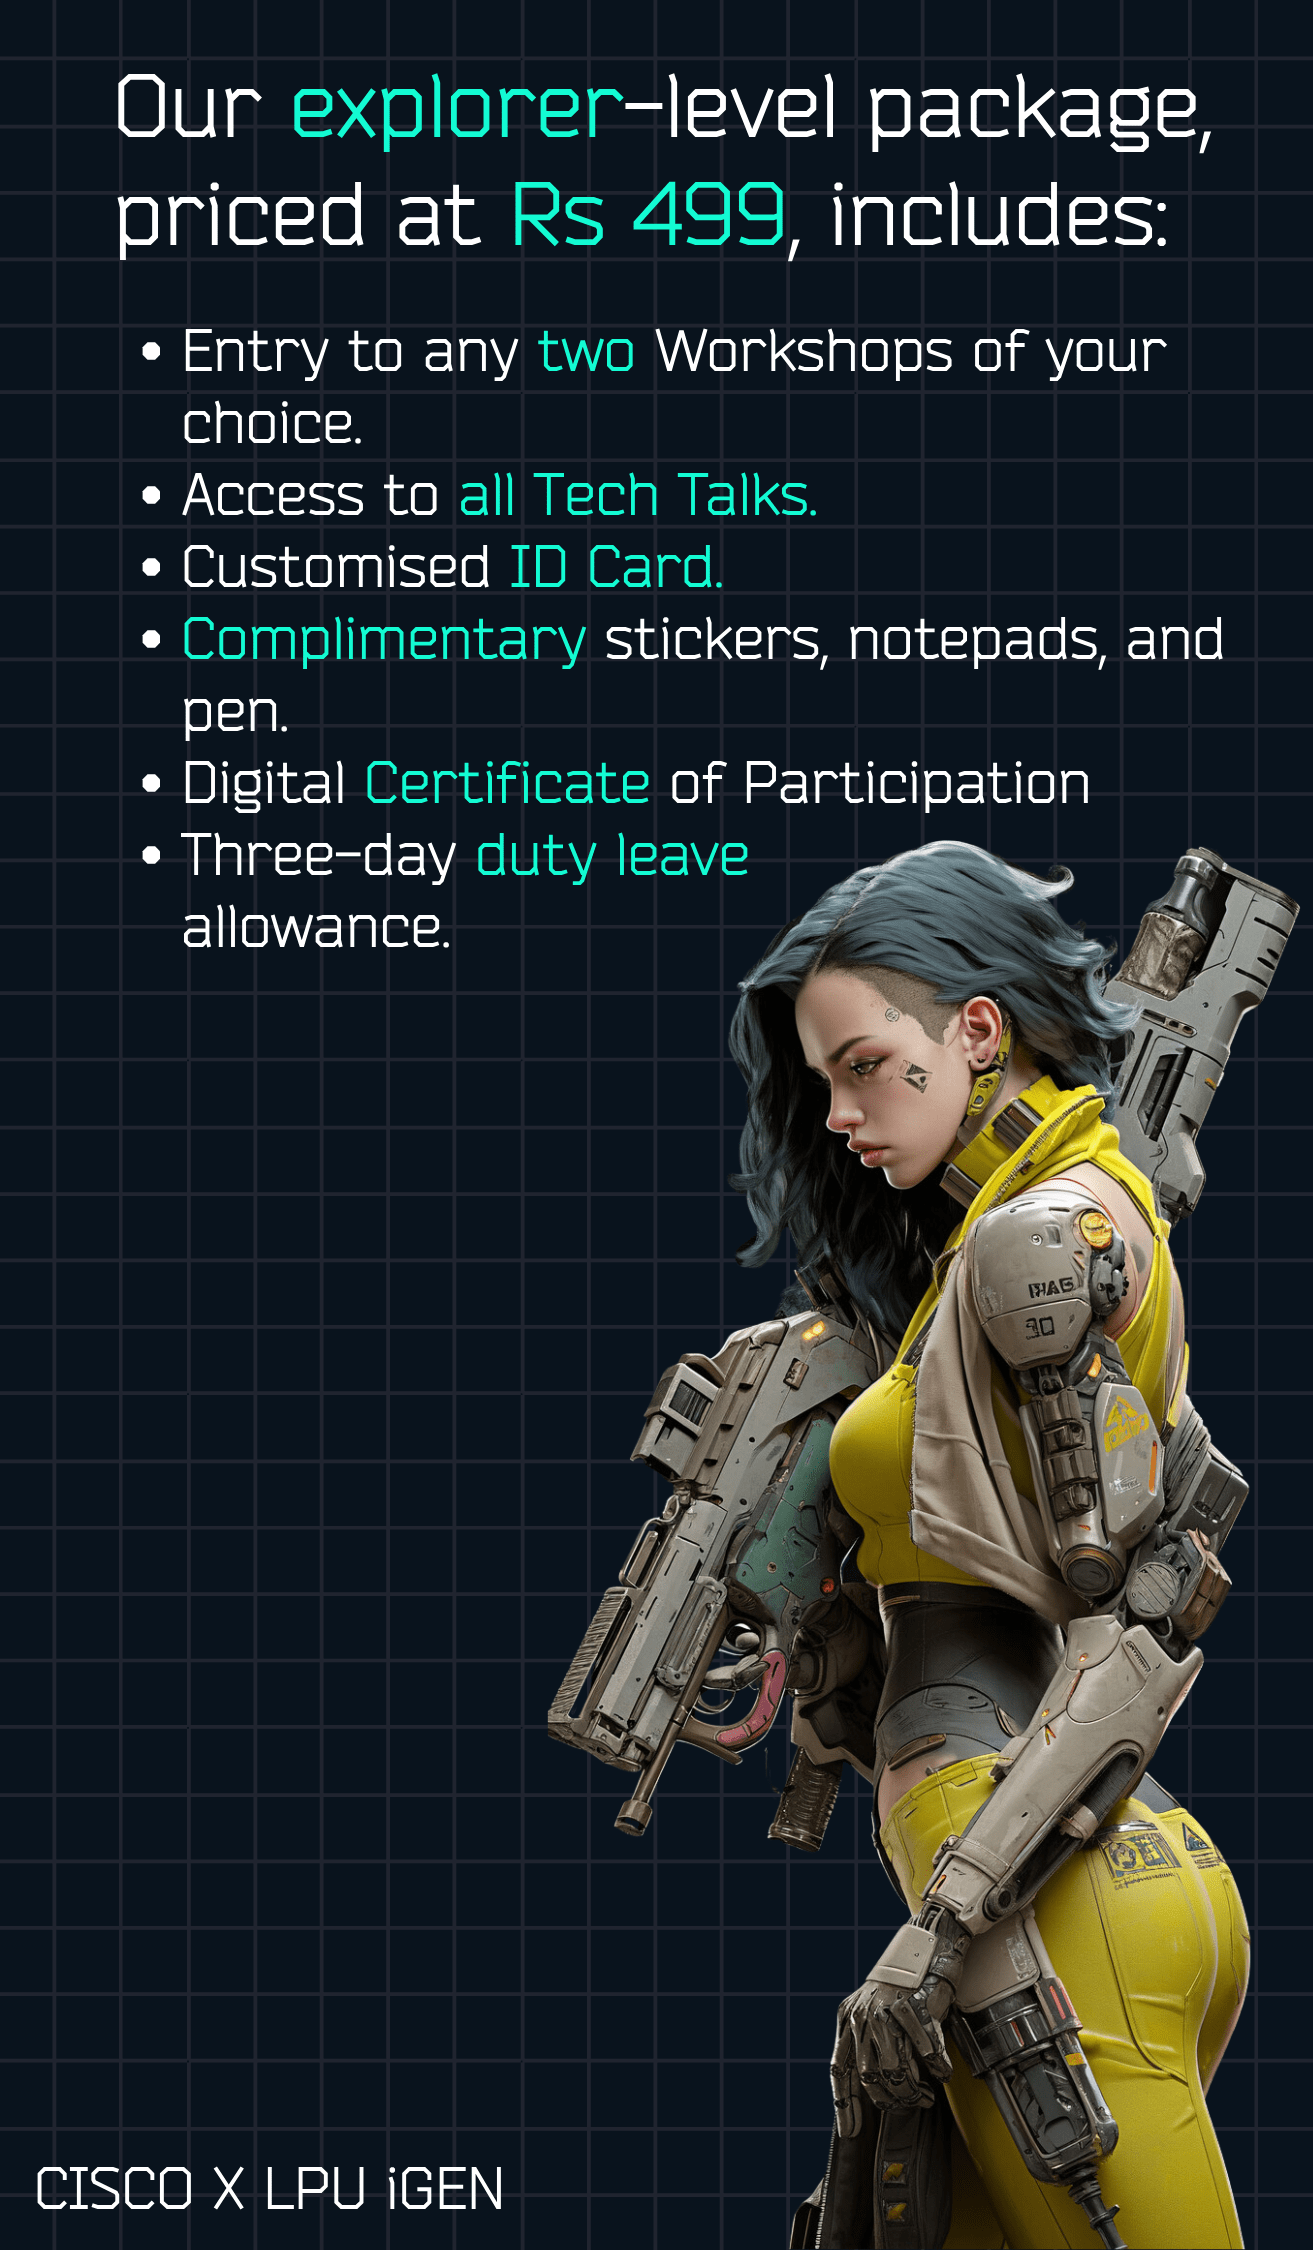 Our explorer-level package,
priced at Rs 499, includes:
• Entry to any two Workshops of your
choice.
• Access to all Tech Talks.
• Customised ID Card.
• Complimentary stickers, notepads, and
pen.
• Digital Certificate of Participation
• Three-day duty leave
allowance.
CISCO X LPU iGEN